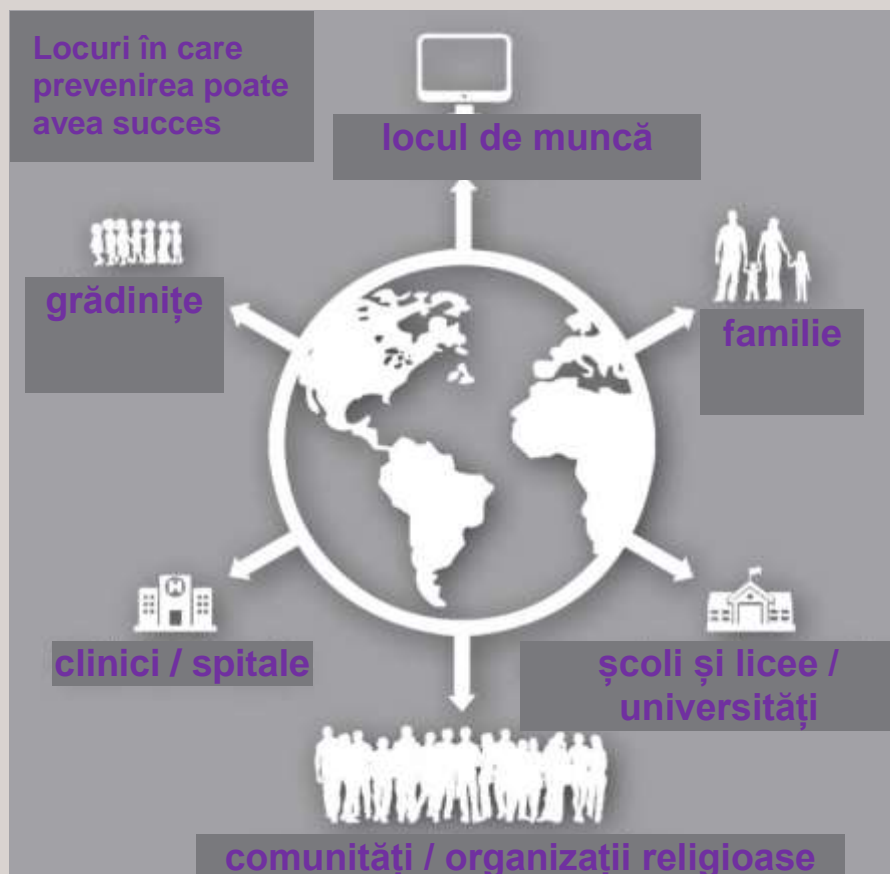 Locuri în care
prevenirea poate
avea succes
locul de muncă
grădinițe
familie
H
clinici / spitale
școli și licee /
universități
comunități / organizații religioase